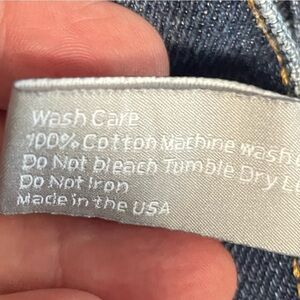 Wash Care
100% Cotton Machine wash
Do Not bleach Tumble Dry L
Do Not Iron
Made in the USA